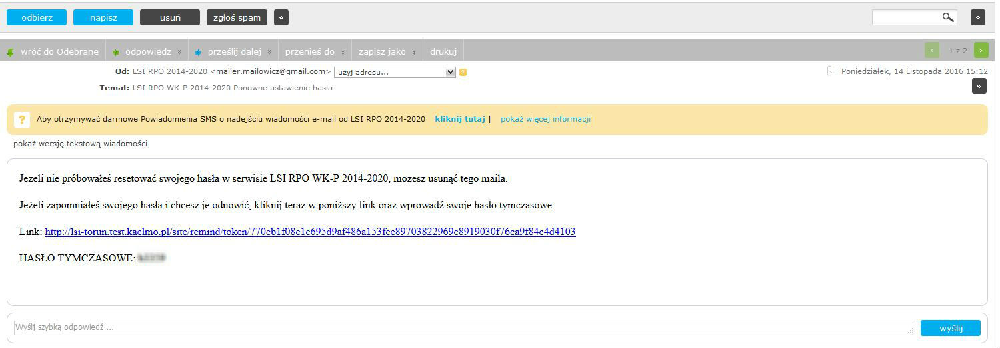 odbierz napisz usuń zgłoś spam
wróć do Odebrane odpowiedz prześlij dalej przenieś do zapisz jako drukuj 1 z 2
Od: LSI RPO 2014-2020 <mailer.mailowicz@gmail.com> użyj adresu... ? Poniedziałek, 14 Listopada 2016 15:12
Temat: LSI RPO WK-P 2014-2020 Ponowne ustawienie hasła
? Aby otrzymywać darmowe Powiadomienia SMS o nadejściu wiadomości e-mail od LSI RPO 2014-2020 kliknij tutaj | pokaż więcej informacji
pokaż wersję tekstową wiadomości
Jeżeli nie próbowałeś resetować swojego hasła w serwisie LSI RPO WK-P 2014-2020, możesz usunąć tego maila.
Jeżeli zapomniałeś swojego hasła i chcesz je odnowić, kliknij teraz w poniższy link oraz wprowadź swoje hasło tymczasowe.
Link: http://lsi-torun.test.kaelmo.pl/site/remind/token/770eb1f08e1e695d9af486a153fce89703822969c8919030f76ca9f84c4d4103
HASŁO TYMCZASOWE:
Wyślij szybką odpowiedź ... wyślij